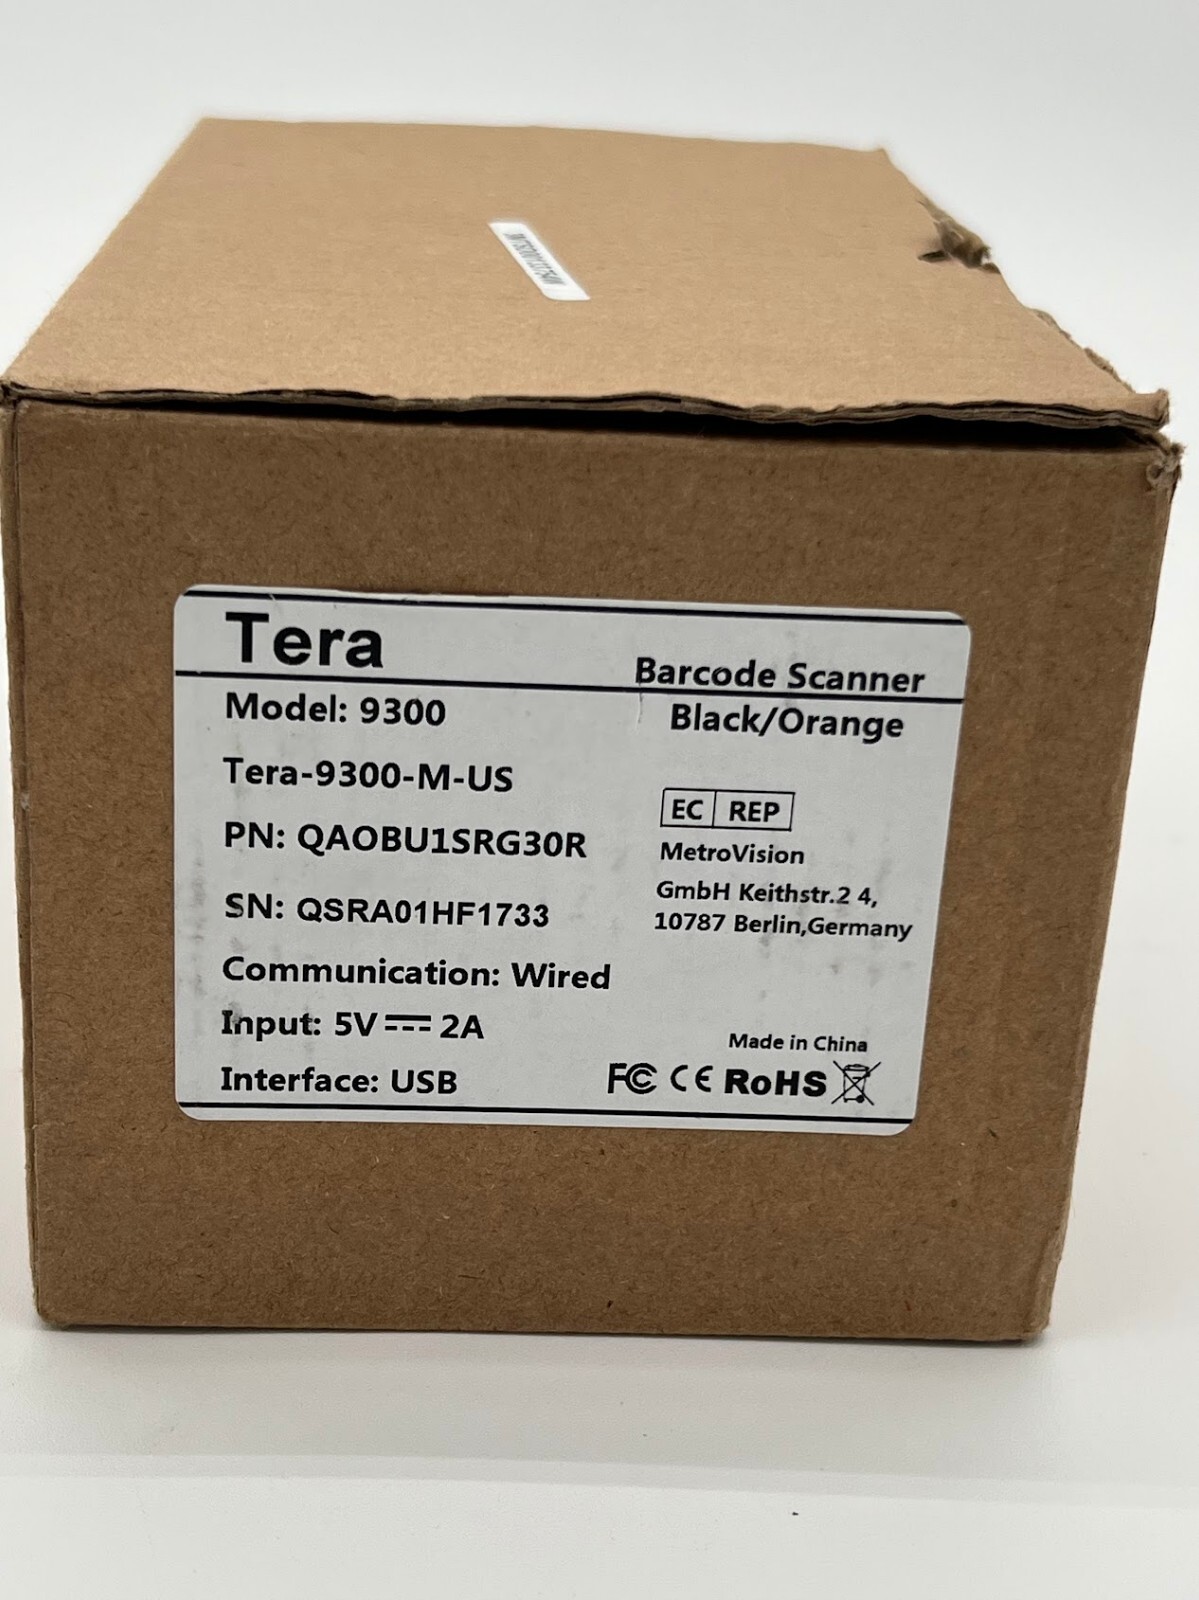 Tera
Barcode Scanner
Model: 9300
Black/Orange
Tera-9300-M-US
EC REP
PN: QAOBU1SRG30R
MetroVision
GmbH Keithstr.2 4,
SN: QSRA01HF1733
10787 Berlin,Germany
Communication: Wired
Input: 5V ⎓ 2A
Made in China
Interface: USB
FC CE RoHS